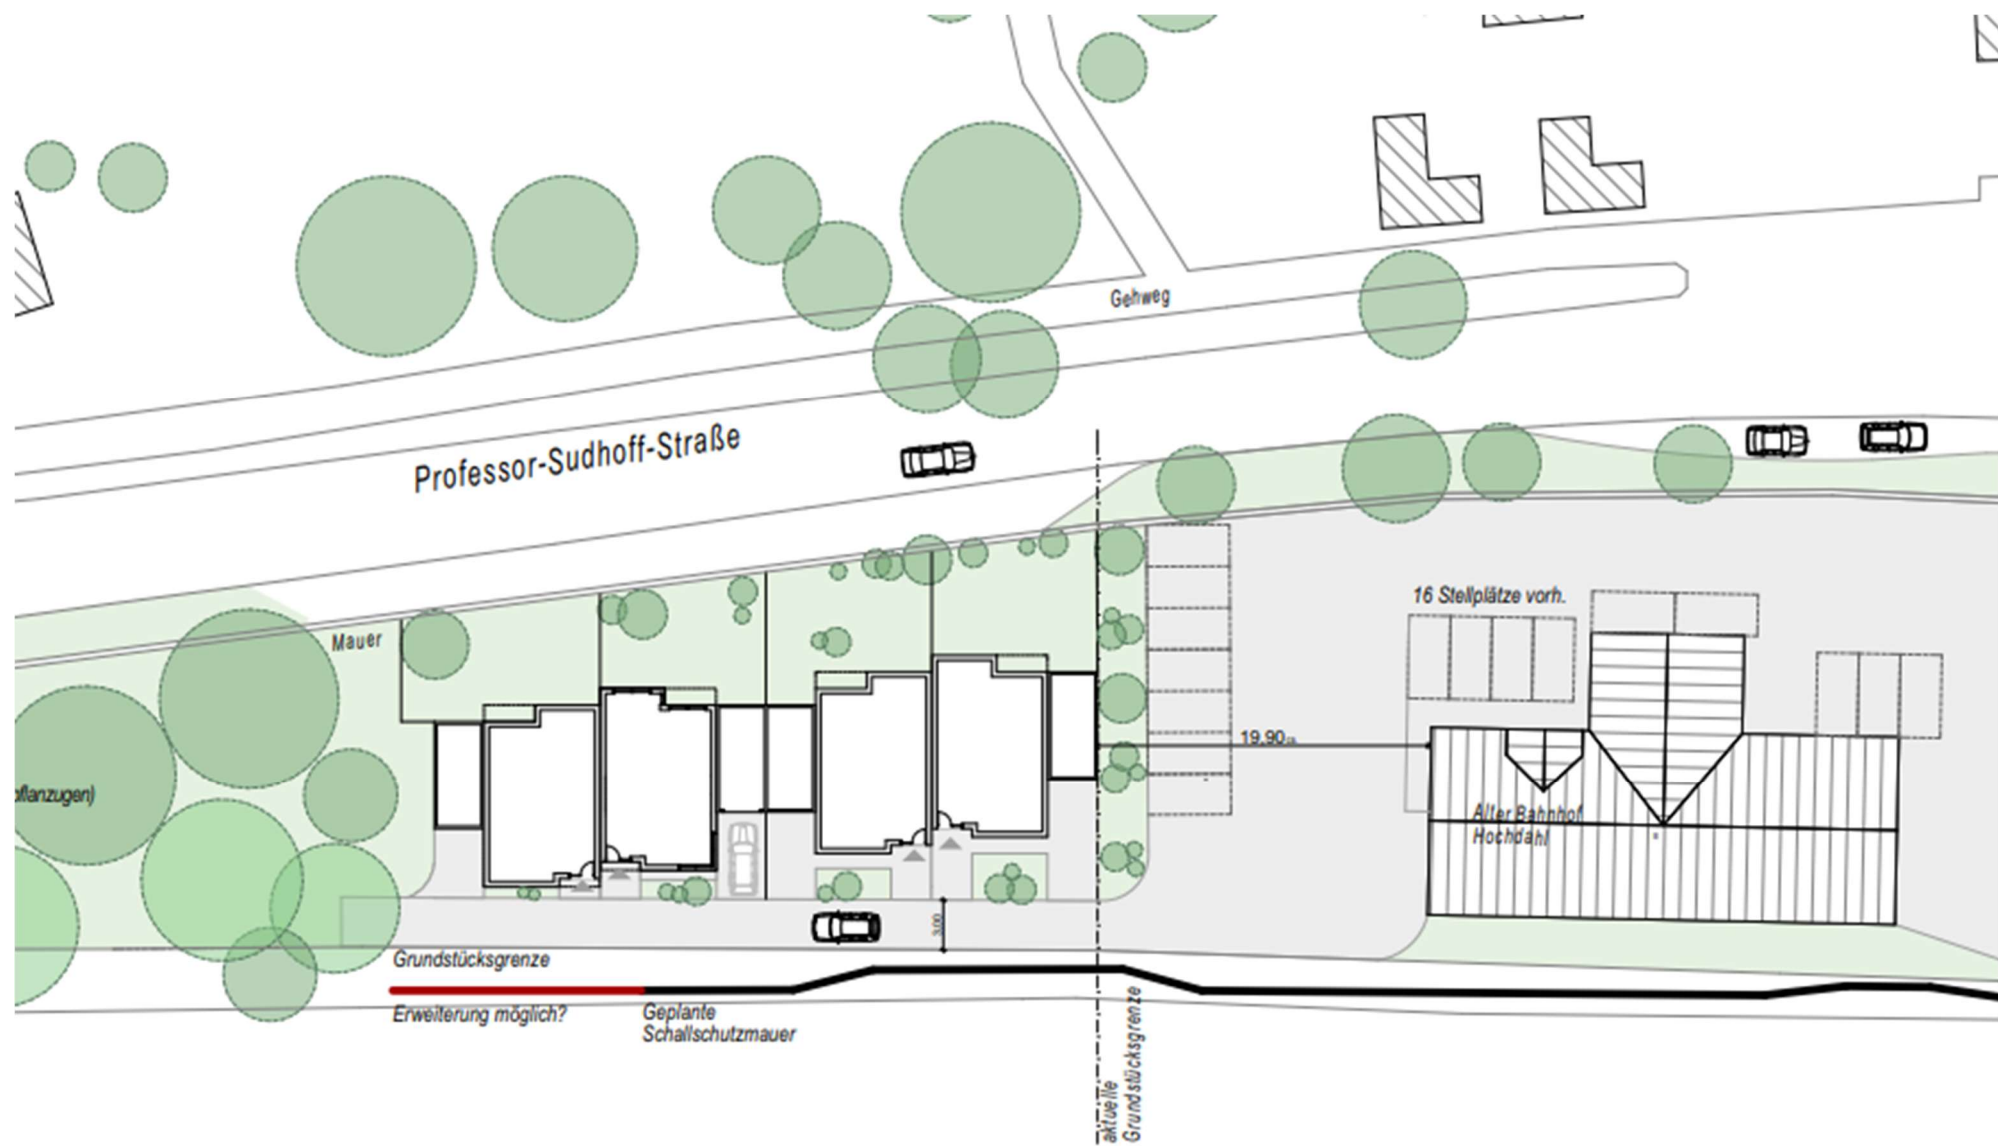 Gehweg
Professor-Sudhoff-Straße
16 Stellplätze vorh.
Mauer
19,90
Alter Bahnhof
Hochdahl
3,00
Grundstücksgrenze
Erweiterung möglich?
Geplante
Schallschutzmauer
aktuelle
Grundstücksgrenze